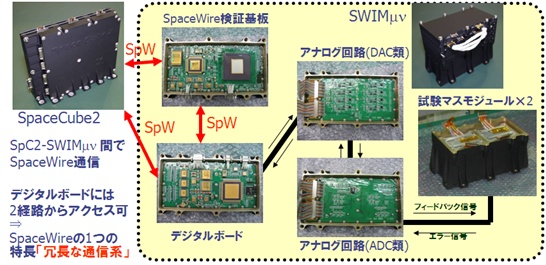 SpaceWire検証基板
SWIMμν
アナログ回路(DAC類)
SpW
SpaceCube2
SpW
SpW
試験マスモジュール×2
SpC2-SWIMμν 間で
SpaceWire通信
デジタルボードには
2経路からアクセス可
⇒
SpaceWireの1つの
特長「冗長な通信系」
デジタルボード
アナログ回路(ADC類)
フィードバック信号
エラー信号